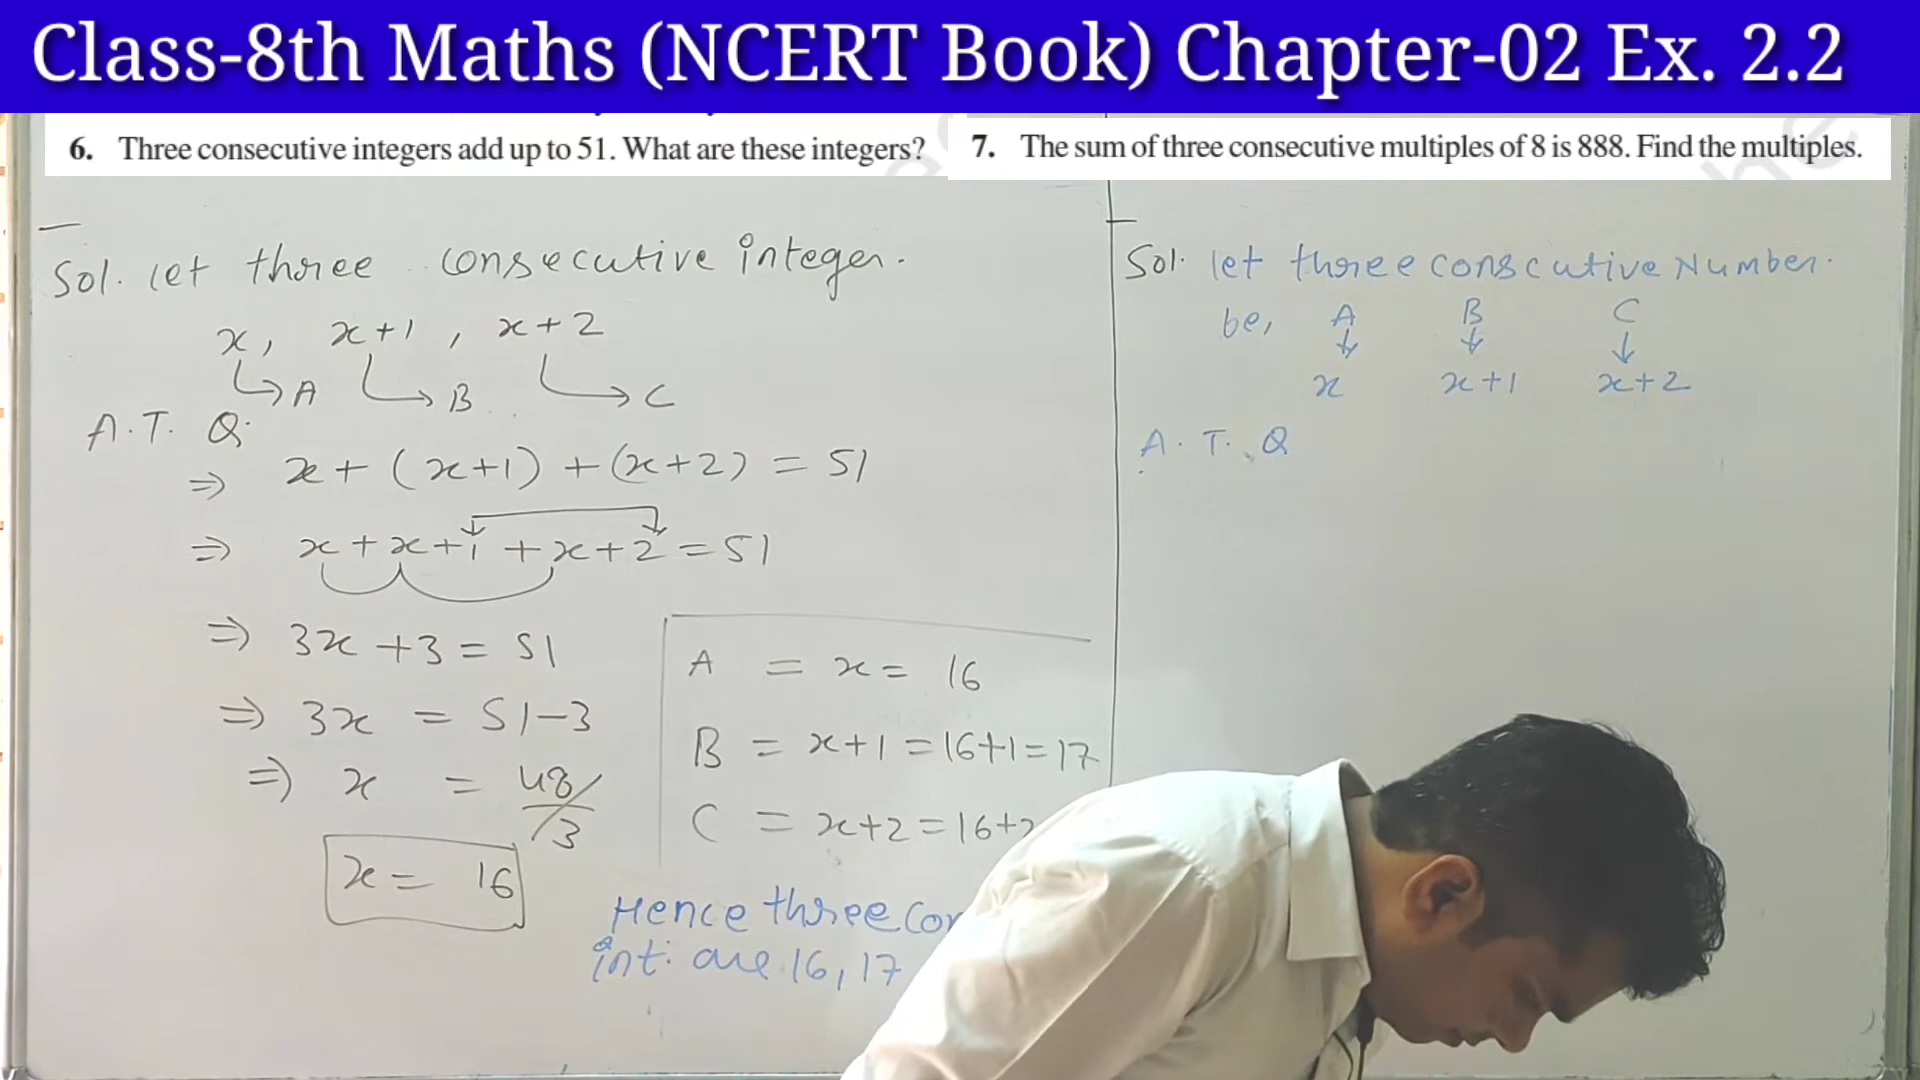 Class-8th Maths (NCERT Book) Chapter-02 Ex. 2.2
6. Three consecutive integers add up to 51. What are these integers?
7. The sum of three consecutive multiples of 8 is 888. Find the multiples.
Sol. let three consecutive integer.
x, x+1, x+2
A B C
A.T.Q.
⇒ x + (x+1) + (x+2) = 51
⇒ x + x + 1 + x + 2 = 51
⇒ 3x + 3 = 51
⇒ 3x = 51-3
⇒ x = 48/3
x = 16
A = x = 16
B = x+1 = 16+1 = 17
C = x+2 = 16+2
Hence three
int. are 16, 17
Sol. let three conscutive Number.
be, A B C
x x+1 x+2
A. T. Q